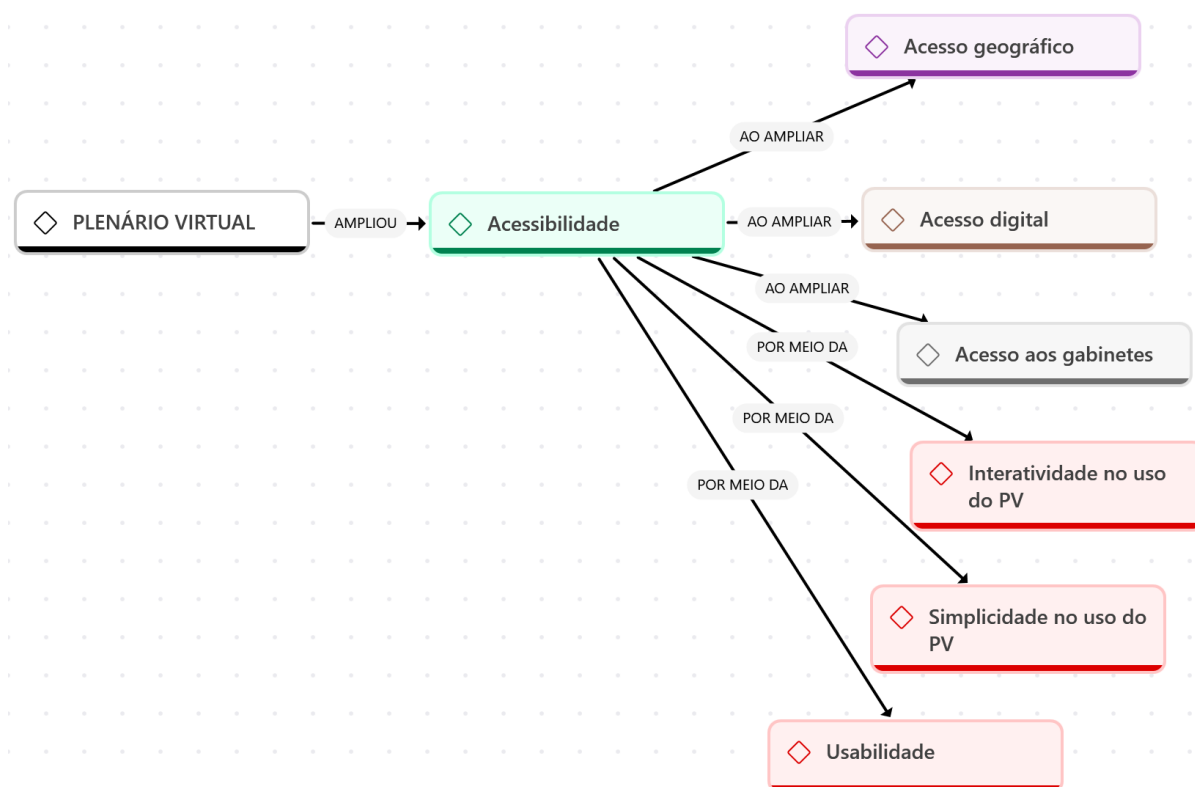 Acesso geográfico
AO AMPLIAR
PLENÁRIO VIRTUAL
AMPLIOU
Acessibilidade
AO AMPLIAR
Acesso digital
AO AMPLIAR
Acesso aos gabinetes
POR MEIO DA
Interatividade no uso
do PV
POR MEIO DA
POR MEIO DA
Simplicidade no uso do
PV
Usabilidade